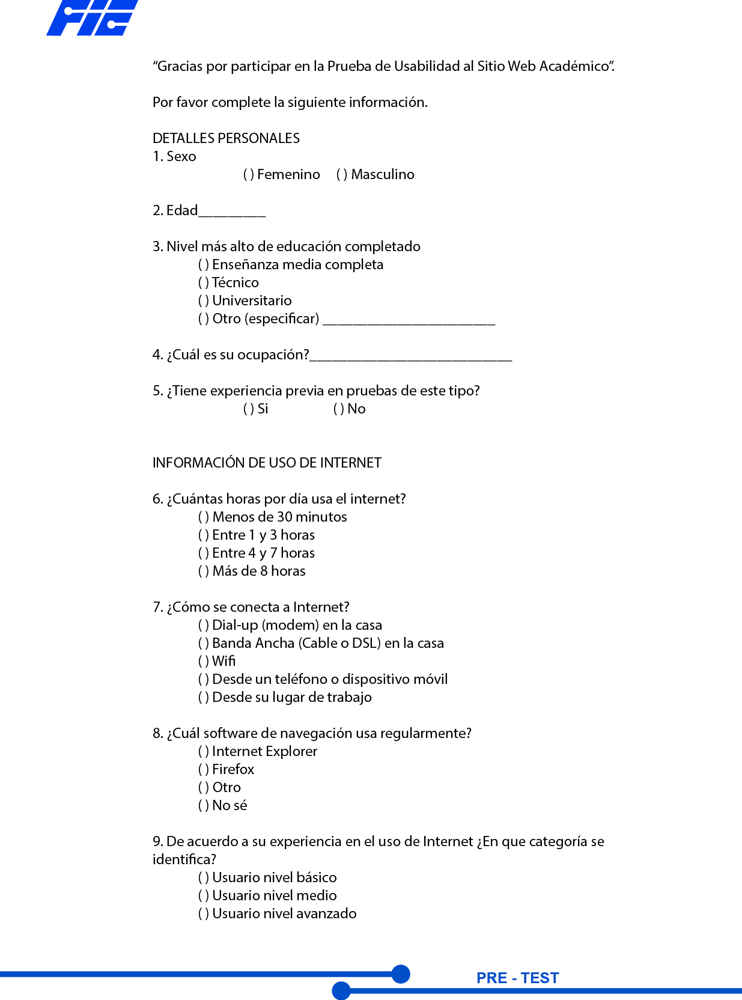 FIC
“Gracias por participar en la Prueba de Usabilidad al Sitio Web Académico”.
Por favor complete la siguiente información.
DETALLES PERSONALES
1. Sexo
( ) Femenino ( ) Masculino
2. Edad_________
3. Nivel más alto de educación completado
( ) Enseñanza media completa
( ) Técnico
( ) Universitario
( ) Otro (especificar) _______________________
4. ¿Cuál es su ocupación?___________________________
5. ¿Tiene experiencia previa en pruebas de este tipo?
( ) Si ( ) No
INFORMACIÓN DE USO DE INTERNET
6. ¿Cuántas horas por día usa el internet?
( ) Menos de 30 minutos
( ) Entre 1 y 3 horas
( ) Entre 4 y 7 horas
( ) Más de 8 horas
7. ¿Cómo se conecta a Internet?
( ) Dial-up (modem) en la casa
( ) Banda Ancha (Cable o DSL) en la casa
( ) Wifi
( ) Desde un teléfono o dispositivo móvil
( ) Desde su lugar de trabajo
8. ¿Cuál software de navegación usa regularmente?
( ) Internet Explorer
( ) Firefox
( ) Otro
( ) No sé
9. De acuerdo a su experiencia en el uso de Internet ¿En que categoría se
identifica?
( ) Usuario nivel básico
( ) Usuario nivel medio
( ) Usuario nivel avanzado
PRE - TEST